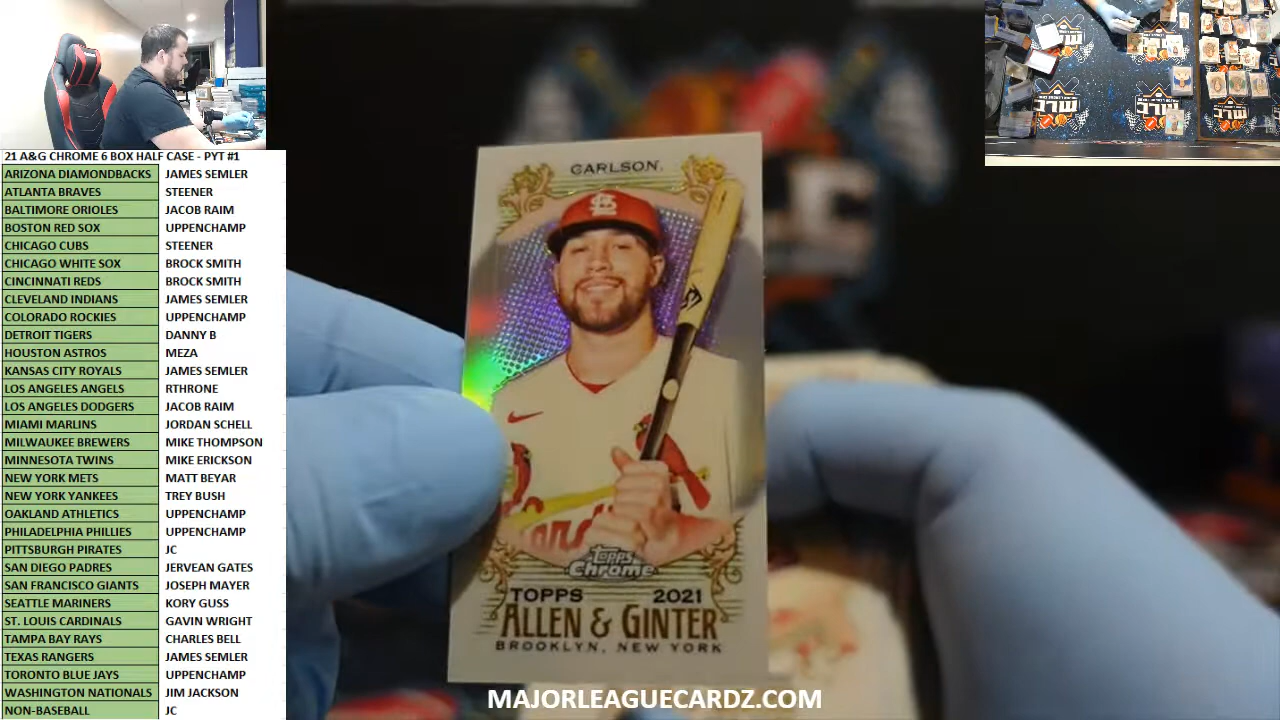 21 A&G CHROME 6 BOX HALF CASE - PYT #1
ARIZONA DIAMONDBACKS JAMES SEMLER
ATLANTA BRAVES STEENER
BALTIMORE ORIOLES JACOB RAIM
BOSTON RED SOX UPPENCHAMP
CHICAGO CUBS STEENER
CHICAGO WHITE SOX BROCK SMITH
CINCINNATI REDS BROCK SMITH
CLEVELAND INDIANS JAMES SEMLER
COLORADO ROCKIES UPPENCHAMP
DETROIT TIGERS DANNY B
HOUSTON ASTROS MEZA
KANSAS CITY ROYALS JAMES SEMLER
LOS ANGELES ANGELS RTHRONE
LOS ANGELES DODGERS JACOB RAIM
MIAMI MARLINS JORDAN SCHELL
MILWAUKEE BREWERS MIKE THOMPSON
MINNESOTA TWINS MIKE ERICKSON
NEW YORK METS MATT BEYAR
NEW YORK YANKEES TREY BUSH
OAKLAND ATHLETICS UPPENCHAMP
PHILADELPHIA PHILLIES UPPENCHAMP
PITTSBURGH PIRATES JC
SAN DIEGO PADRES JERVEAN GATES
SAN FRANCISCO GIANTS JOSEPH MAYER
SEATTLE MARINERS KORY GUSS
ST. LOUIS CARDINALS GAVIN WRIGHT
TAMPA BAY RAYS CHARLES BELL
TEXAS RANGERS JAMES SEMLER
TORONTO BLUE JAYS UPPENCHAMP
WASHINGTON NATIONALS JIM JACKSON
NON-BASEBALL JC
CARLSON.
Topps
Chrome
TOPPS 2021
ALLEN & GINTER
BROOKLYN, NEW YORK
MAJORLEAGUECARDZ.COM